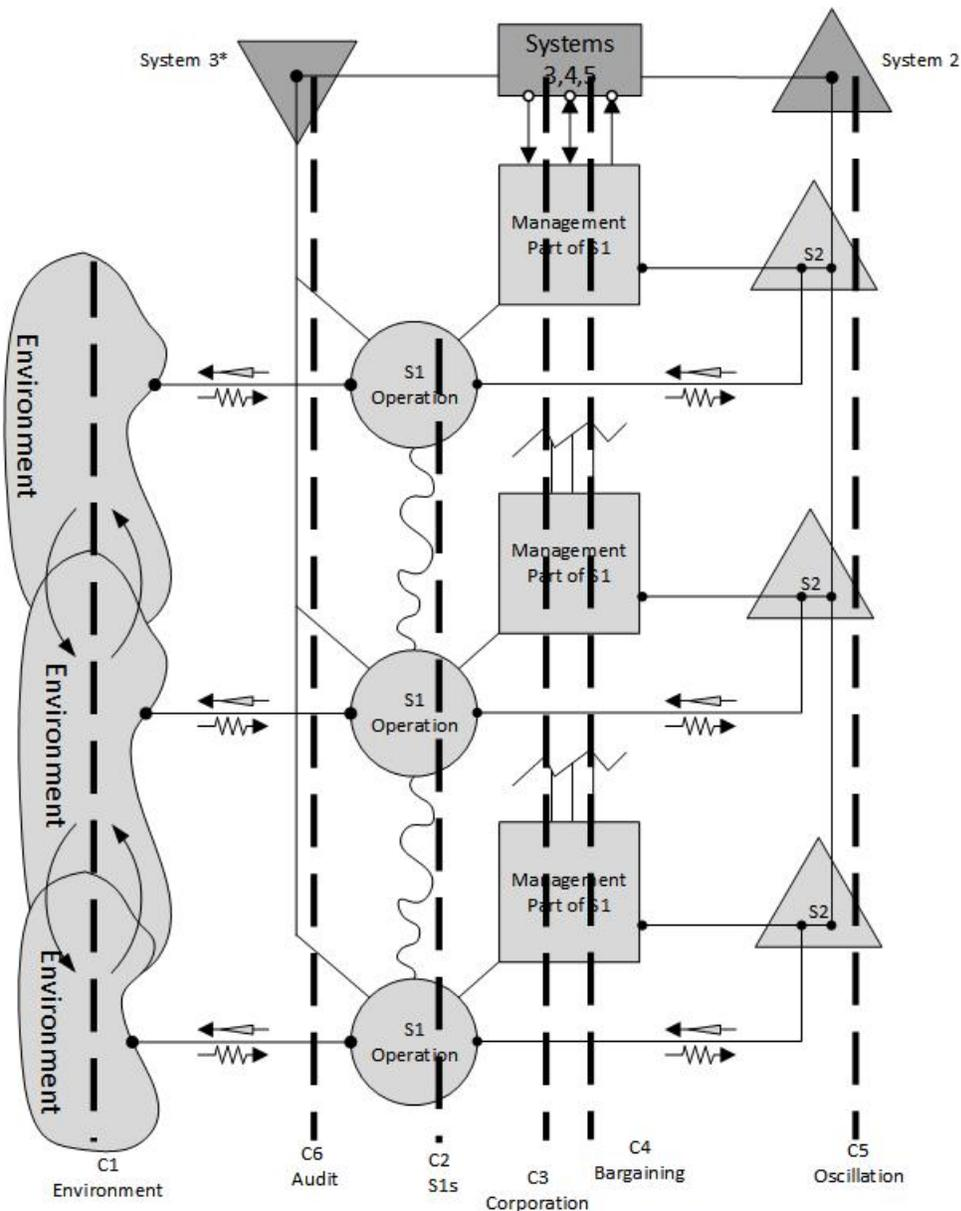 System 3*
Systems
3,4,5
System 2
Management
Part of S1
S2
Environment
S1
Operation
Management
Part of S1
S2
Environment
S1
Operation
Management
Part of S1
S2
Environment
S1
Operation
C1
Environment
C6
Audit
C2
S1s
C3
Corporation
C4
Bargaining
C5
Oscillation